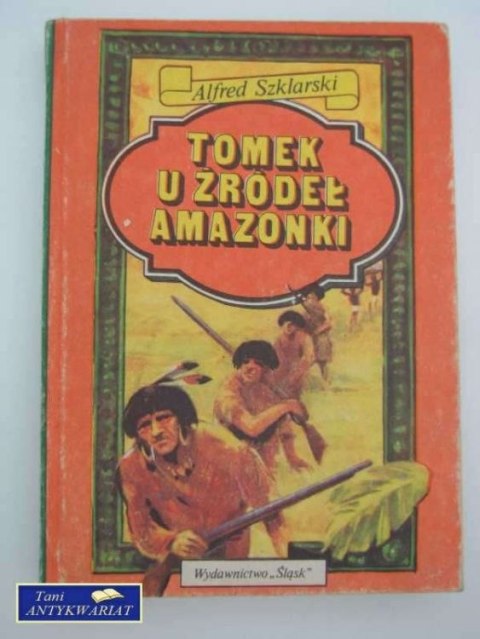 Alfred Szklarski
TOMEK
U ŹRÓDEŁ
AMAZONKI
Wydawnictwo „Śląsk”
Tani
ANTYKWARIAT